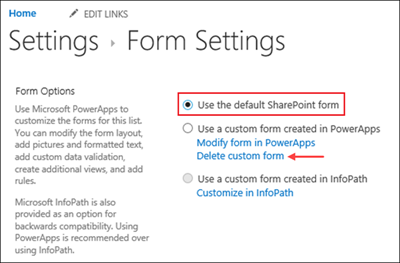 Home EDIT LINKS
Settings › Form Settings
Form Options
Use Microsoft PowerApps to
customize the forms for this list.
You can modify the form layout,
add pictures and formatted text,
add custom data validation,
create additional views, and add
rules.
Microsoft InfoPath is also
provided as an option for
backwards compatibility. Using
PowerApps is recommended over
using InfoPath.
Use the default SharePoint form
Use a custom form created in PowerApps
Modify form in PowerApps
Delete custom form
Use a custom form created in InfoPath
Customize in InfoPath